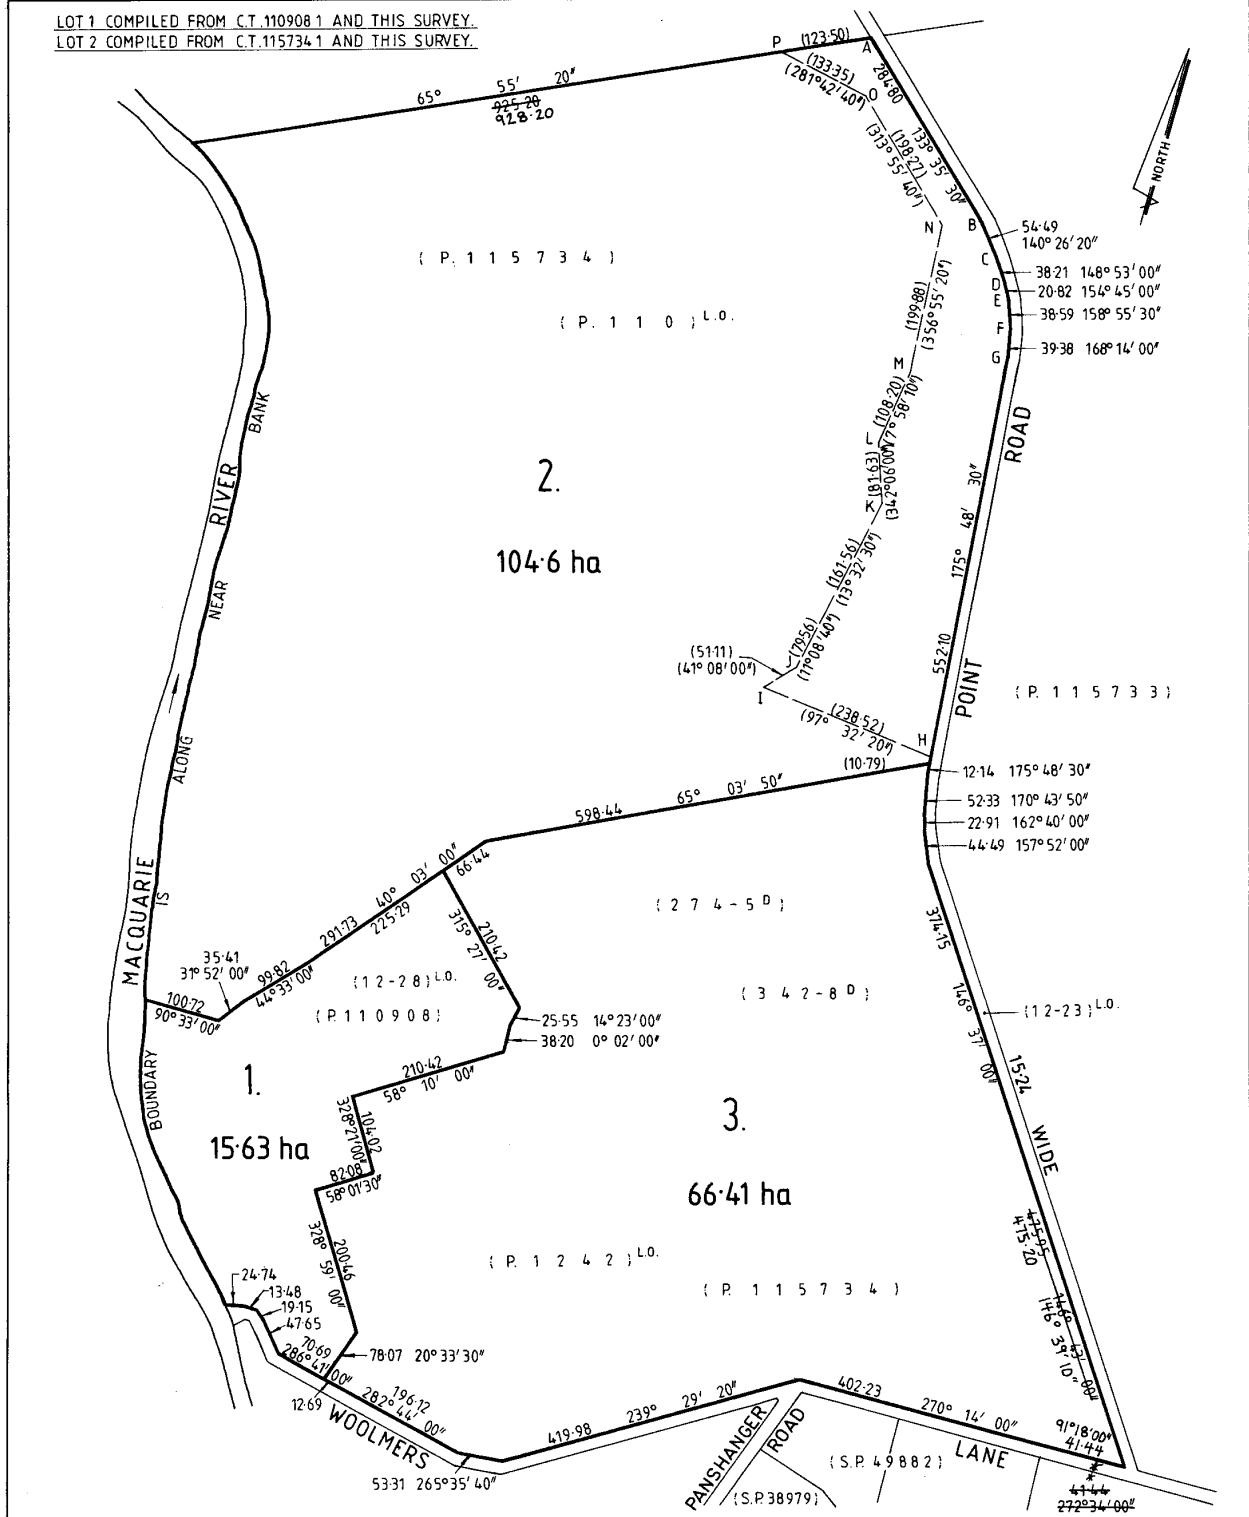 LOT 1 COMPILED FROM C.T.110908 1 AND THIS SURVEY.
LOT 2 COMPILED FROM C.T.115734 1 AND THIS SURVEY.
P
(123·50)
A
65° 55' 20"
925·20
928·20
(133·35)
(281°42'40")
O
284·80
133° 35' 30"
(198·27)
(313° 55' 40")
NORTH
N
B
54·49
140° 26' 20"
C
38·21 148° 53' 00"
D
20·82 154° 45' 00"
E
38·59 158° 55' 30"
F
39·38 168° 14' 00"
G
( P. 1 1 5 7 3 4 )
( P. 1 1 0 ) L.O.
(199·88)
(356° 55' 20")
M
(108·20)
(7° 58' 10")
L
(81·63)
(342° 06' 00")
K
(161·56)
(13° 32' 30")
J
(79·56)
(11° 08' 40")
(51·11)
(41° 08' 00")
I
(238·52)
(97° 32' 20")
H
(10·79)
2.
104·6 ha
ROAD
175° 48' 30"
552·10
POINT
( P. 1 1 5 7 3 3 )
BANK
RIVER
NEAR
ALONG
MACQUARIE
IS
BOUNDARY
12·14 175° 48' 30"
52·33 170° 43' 50"
22·91 162° 40' 00"
44·49 157° 52' 00"
598·44 65° 03' 50"
66·44
291·73 40° 03' 00"
225·29
35·41
31° 52' 00"
99·82
44° 33' 00"
100·72
90° 33' 00"
210·42
315° 27' 00"
( 2 7 4 - 5 D )
( 1 2 - 2 8 ) L.O.
( P. 1 1 0 9 0 8 )
( 3 4 2 - 8 D )
374·15
146° 37' 00"
( 1 2 - 2 3 ) L.O.
15·24
WIDE
25·55 14° 23' 00"
38·20 0° 02' 00"
210·42
58° 10' 00"
1.
15·63 ha
328° 21' 00"
104·02
82·08
58° 01' 30"
3.
66·41 ha
328° 59' 00"
200·46
( P. 1 2 4 2 ) L.O.
( P. 1 1 5 7 3 4 )
475·95
475·20
146° 43' 00"
146° 39' 10"
24·74
13·48
19·15
47·65
70·69
286° 41' 00"
78·07 20° 33' 30"
12·69
196·12
282° 44' 00"
WOOLMERS
53·31 265° 35' 40"
419·98 239° 29' 20"
402·23 270° 14' 00"
91° 18' 00"
41·44
41·44
272° 34' 00"
LANE
PANSHANGER
ROAD
(S.P. 49882)
(S.P.38979)